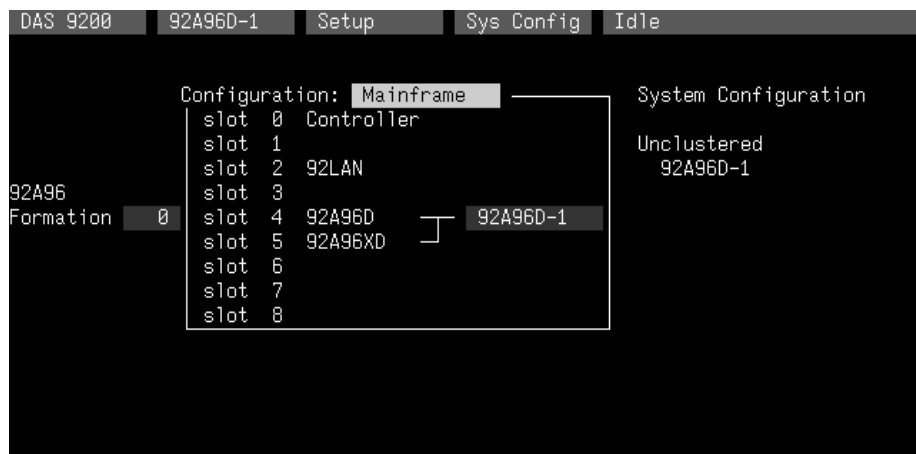 DAS 9200 92A96D-1 Setup Sys Config Idle
Configuration: Mainframe System Configuration
slot 0 Controller
slot 1 Unclustered
slot 2 92LAN 92A96D-1
92A96 slot 3
Formation 0 slot 4 92A96D 92A96D-1
slot 5 92A96XD
slot 6
slot 7
slot 8